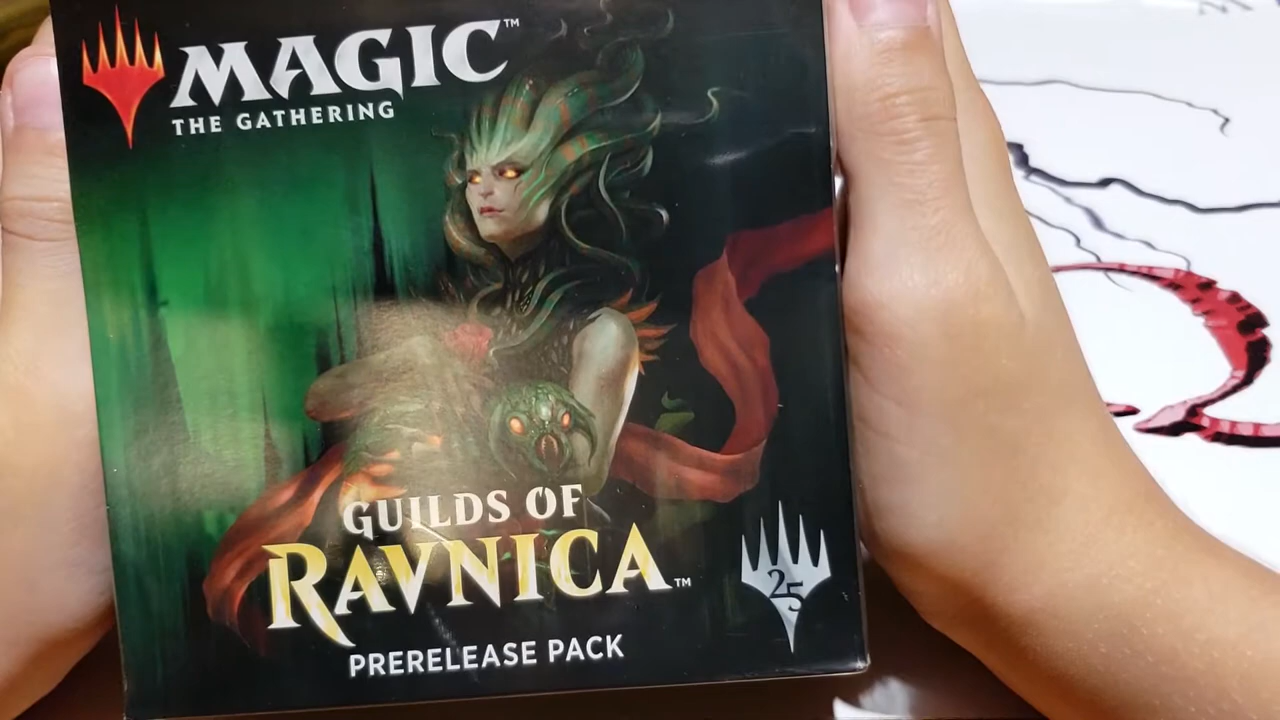 MAGIC™
THE GATHERING
GUILDS OF
RAVNICA™
PRERELEASE PACK
25